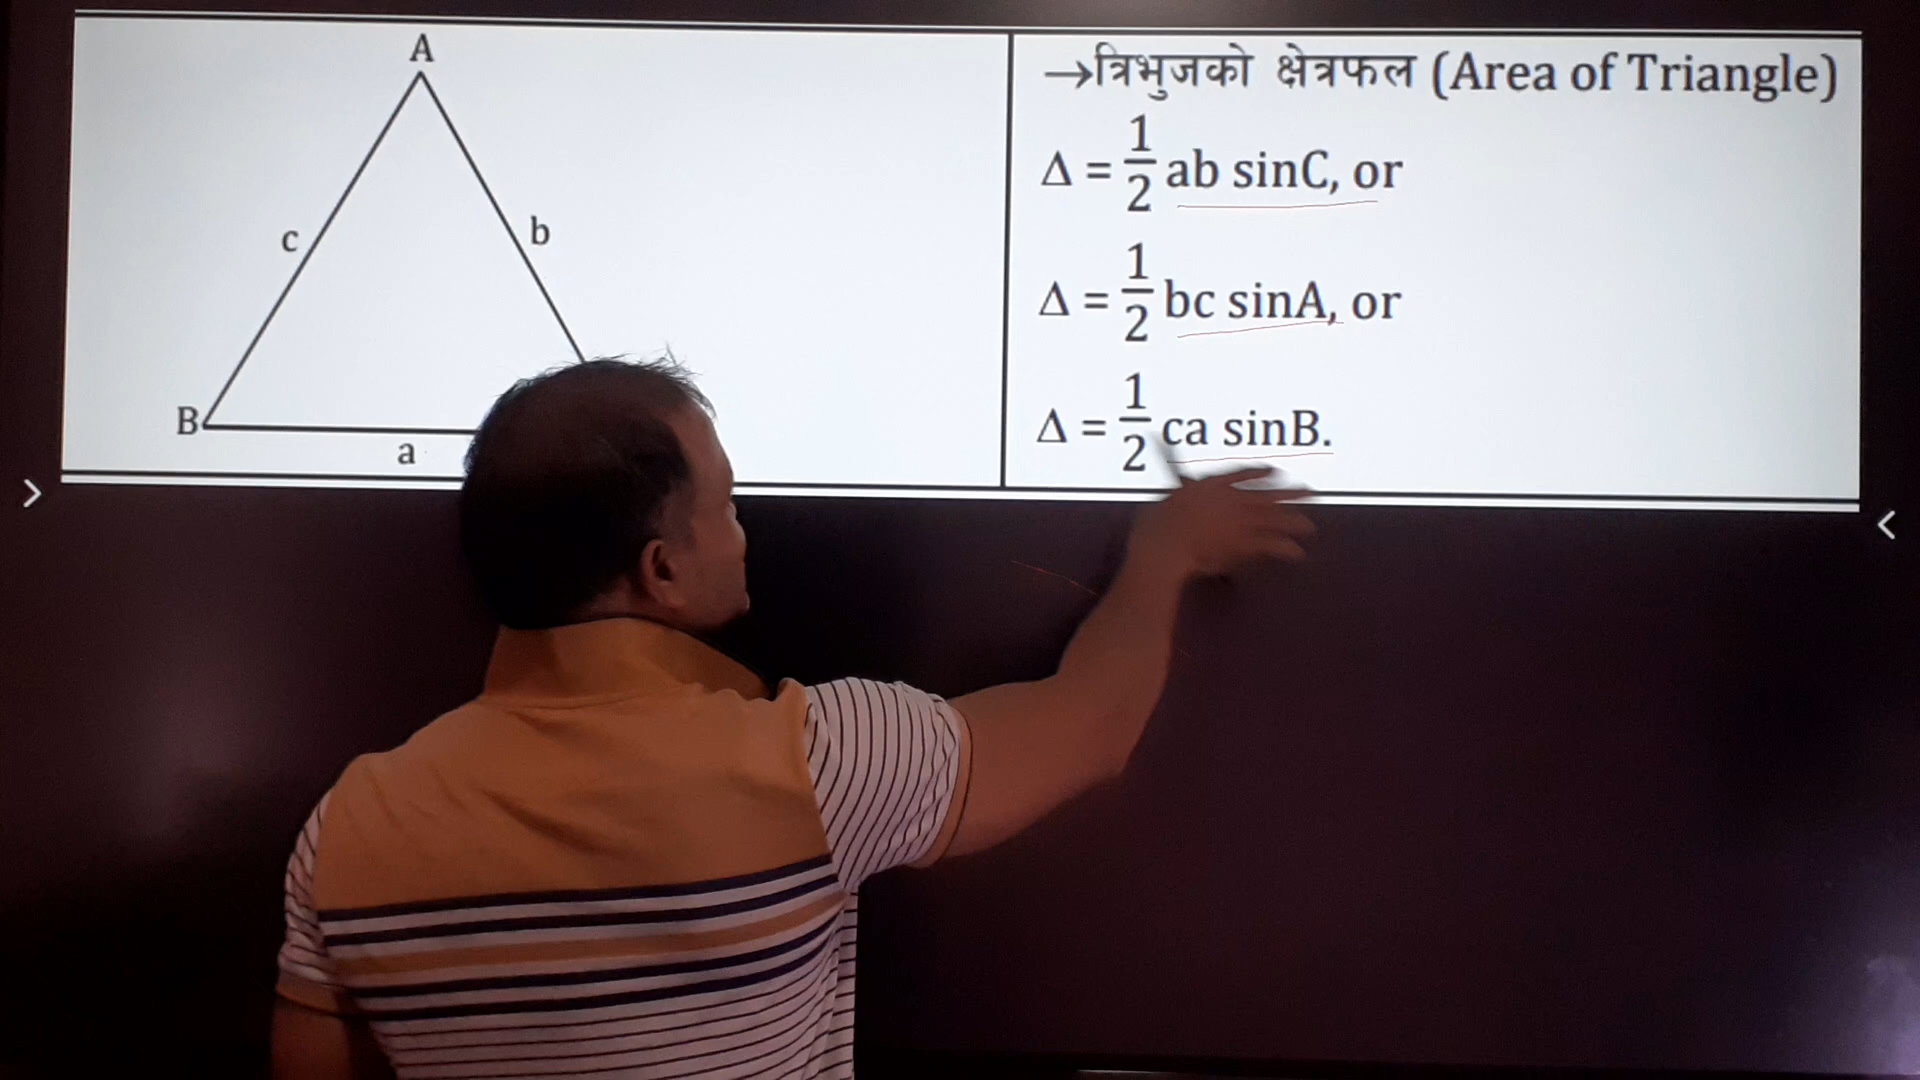 A
c
b
B
a
→त्रिभुजको क्षेत्रफल (Area of Triangle)
Δ = 1/2 ab sinC, or
Δ = 1/2 bc sinA, or
Δ = 1/2 ca sinB.